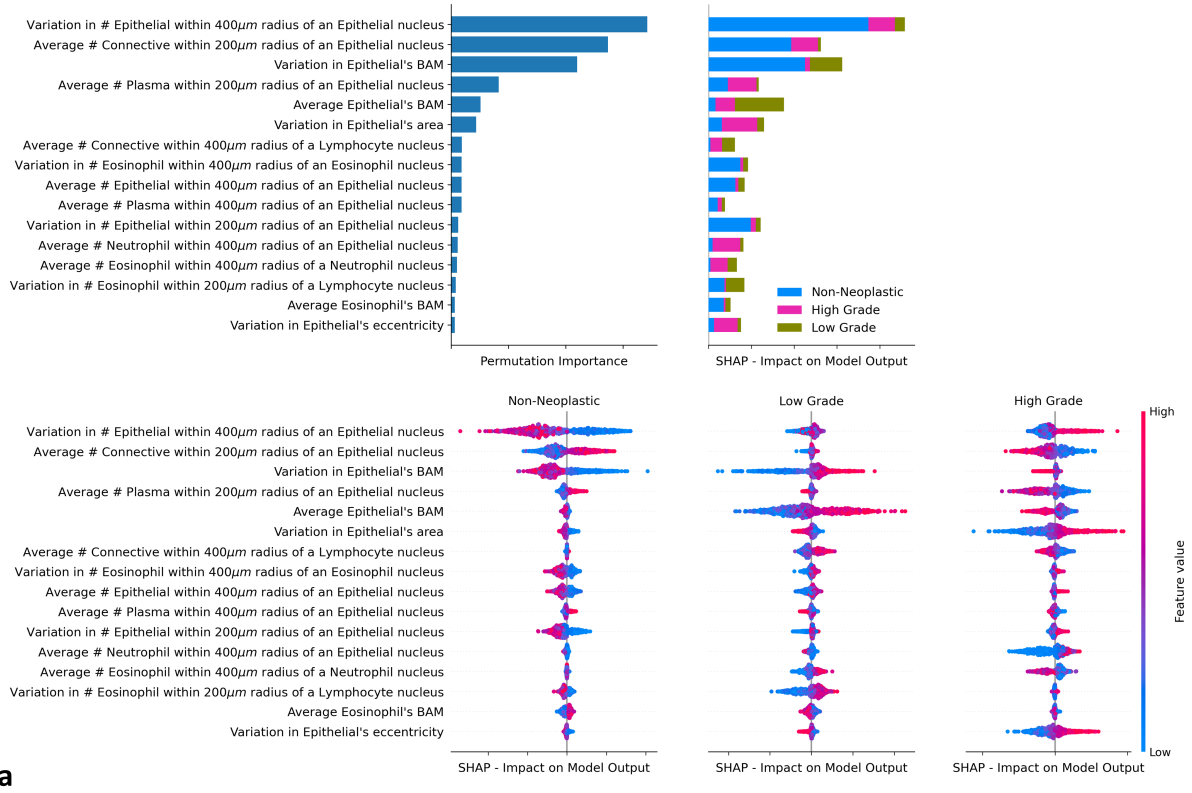 Variation in # Epithelial within 400μm radius of an Epithelial nucleus
Average # Connective within 200μm radius of an Epithelial nucleus
Variation in Epithelial's BAM
Average # Plasma within 200μm radius of an Epithelial nucleus
Average Epithelial's BAM
Variation in Epithelial's area
Average # Connective within 400μm radius of a Lymphocyte nucleus
Variation in # Eosinophil within 400μm radius of an Eosinophil nucleus
Average # Epithelial within 400μm radius of an Epithelial nucleus
Average # Plasma within 400μm radius of an Epithelial nucleus
Variation in # Epithelial within 200μm radius of an Epithelial nucleus
Average # Neutrophil within 400μm radius of an Epithelial nucleus
Average # Eosinophil within 400μm radius of a Neutrophil nucleus
Variation in # Eosinophil within 200μm radius of a Lymphocyte nucleus
Average Eosinophil's BAM
Variation in Epithelial's eccentricity
Permutation Importance
Non-Neoplastic
High Grade
Low Grade
SHAP - Impact on Model Output
Non-Neoplastic
Low Grade
High Grade
Variation in # Epithelial within 400μm radius of an Epithelial nucleus
Average # Connective within 200μm radius of an Epithelial nucleus
Variation in Epithelial's BAM
Average # Plasma within 200μm radius of an Epithelial nucleus
Average Epithelial's BAM
Variation in Epithelial's area
Average # Connective within 400μm radius of a Lymphocyte nucleus
Variation in # Eosinophil within 400μm radius of an Eosinophil nucleus
Average # Epithelial within 400μm radius of an Epithelial nucleus
Average # Plasma within 400μm radius of an Epithelial nucleus
Variation in # Epithelial within 200μm radius of an Epithelial nucleus
Average # Neutrophil within 400μm radius of an Epithelial nucleus
Average # Eosinophil within 400μm radius of a Neutrophil nucleus
Variation in # Eosinophil within 200μm radius of a Lymphocyte nucleus
Average Eosinophil's BAM
Variation in Epithelial's eccentricity
SHAP - Impact on Model Output
SHAP - Impact on Model Output
SHAP - Impact on Model Output
High
Feature value
Low
a